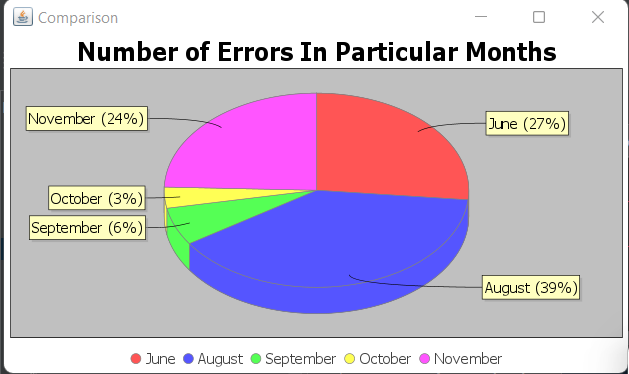 Comparison
Number of Errors In Particular Months
November (24%)
June (27%)
October (3%)
September (6%)
August (39%)
June August September October November